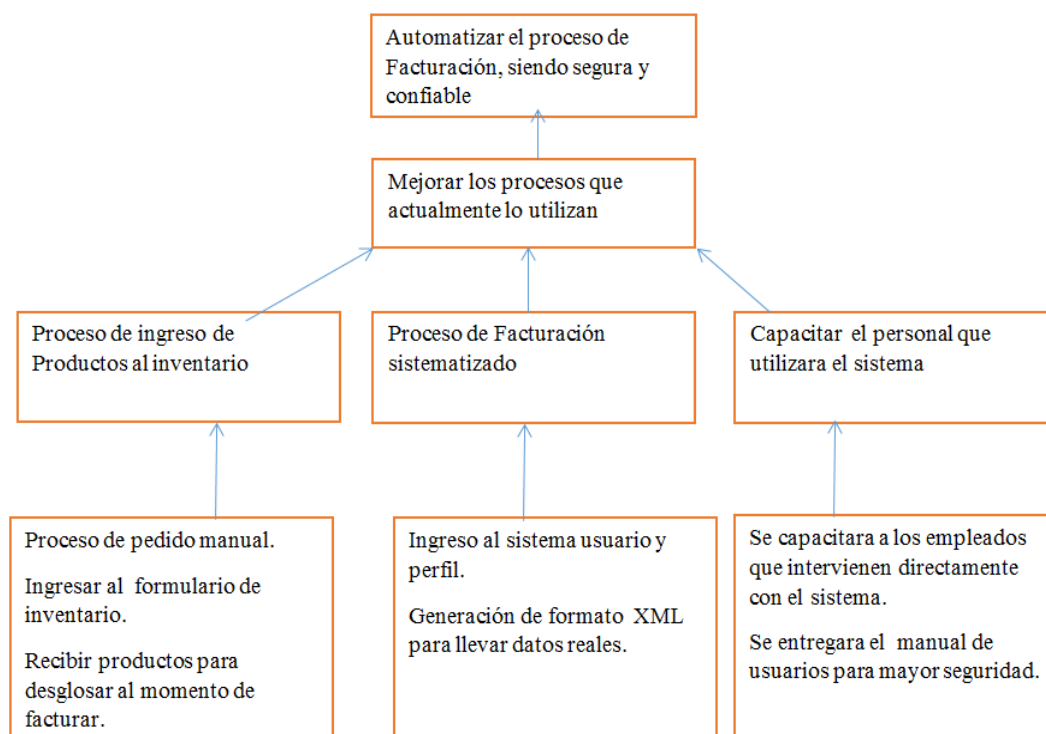 Automatizar el proceso de
Facturación, siendo segura y
confiable
Mejorar los procesos que
actualmente lo utilizan
Proceso de ingreso de
Productos al inventario
Proceso de Facturación
sistematizado
Capacitar el personal que
utilizara el sistema
Proceso de pedido manual.
Ingresar al formulario de
inventario.
Recibir productos para
desglosar al momento de
facturar.
Ingreso al sistema usuario y
perfil.
Generación de formato XML
para llevar datos reales.
Se capacitara a los empleados
que intervienen directamente
con el sistema.
Se entregara el manual de
usuarios para mayor seguridad.